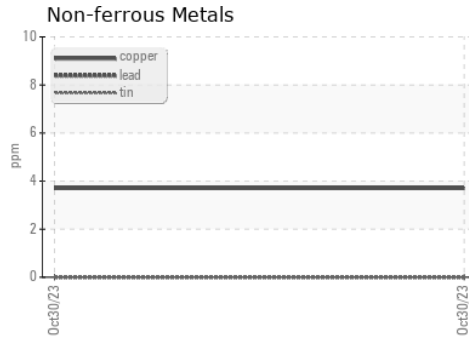 Non-ferrous Metals
10
8
6
4
2
0
ppm
copper
lead
tin
Oct30/23
Oct30/23